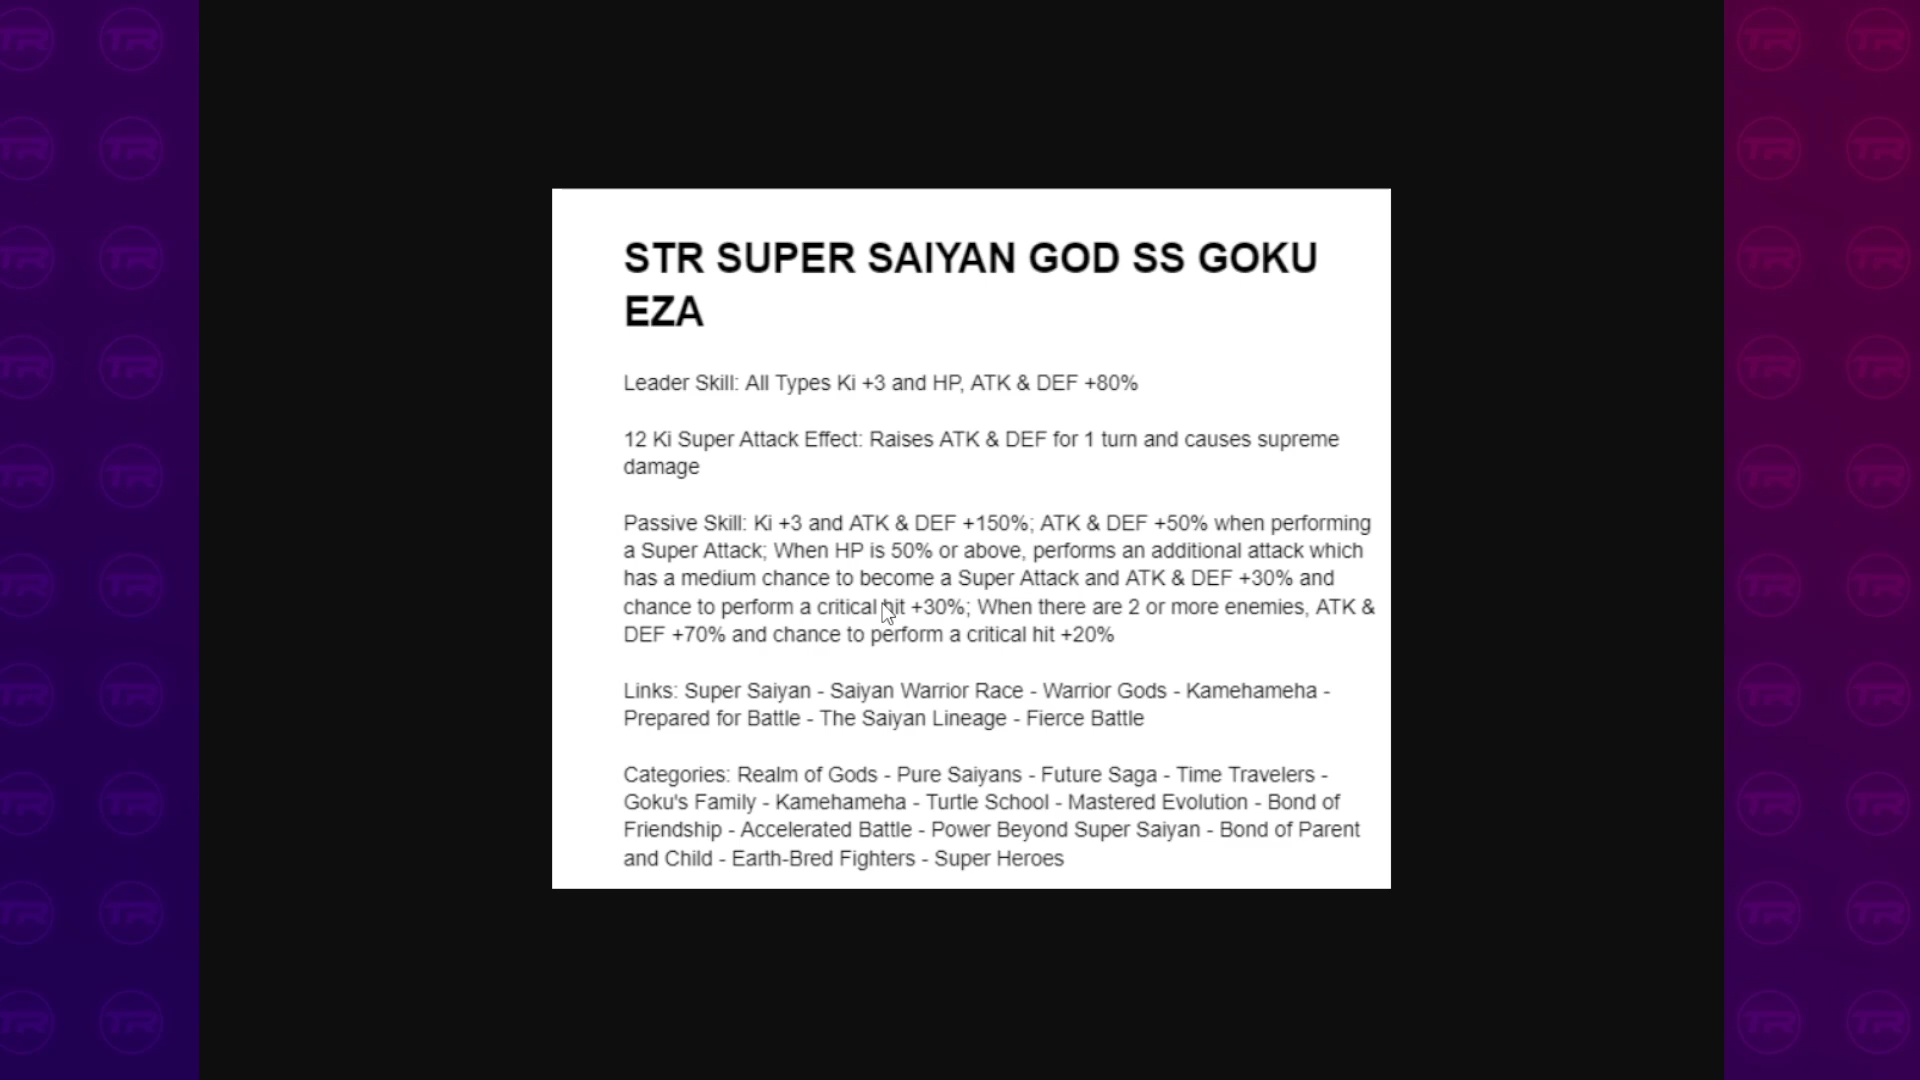 STR SUPER SAIYAN GOD SS GOKU
EZA
Leader Skill: All Types Ki +3 and HP, ATK & DEF +80%
12 Ki Super Attack Effect: Raises ATK & DEF for 1 turn and causes supreme
damage
Passive Skill: Ki +3 and ATK & DEF +150%; ATK & DEF +50% when performing
a Super Attack; When HP is 50% or above, performs an additional attack which
has a medium chance to become a Super Attack and ATK & DEF +30% and
chance to perform a critical hit +30%; When there are 2 or more enemies, ATK &
DEF +70% and chance to perform a critical hit +20%
Links: Super Saiyan - Saiyan Warrior Race - Warrior Gods - Kamehameha -
Prepared for Battle - The Saiyan Lineage - Fierce Battle
Categories: Realm of Gods - Pure Saiyans - Future Saga - Time Travelers -
Goku's Family - Kamehameha - Turtle School - Mastered Evolution - Bond of
Friendship - Accelerated Battle - Power Beyond Super Saiyan - Bond of Parent
and Child - Earth-Bred Fighters - Super Heroes